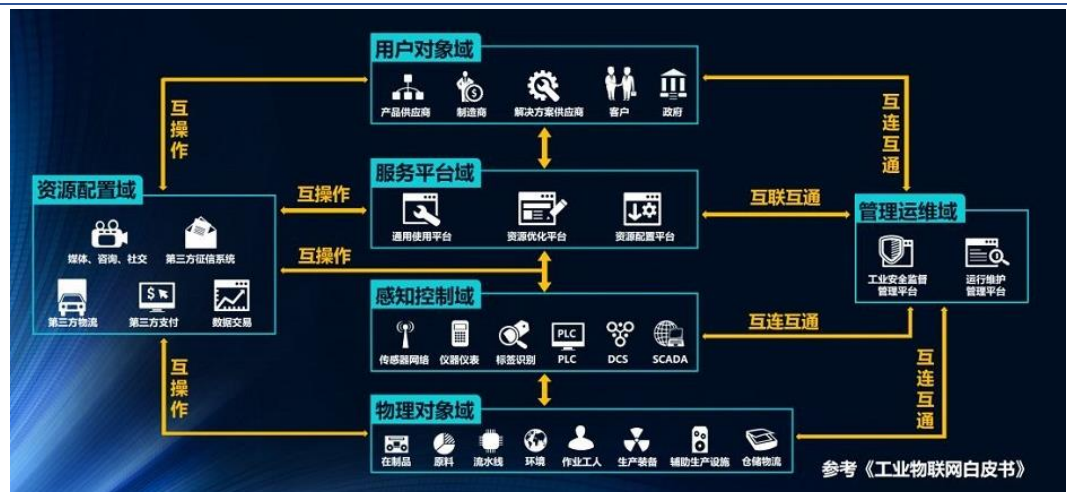 用户对象域
产品供应商 制造商 解决方案供应商 客户 政府
互操作
互连互通
服务平台域
通用使用平台 资源优化平台 资源配置平台
资源配置域
媒体、咨询、社交 第三方征信系统
第三方物流 第三方支付 数据交易
互操作
互操作
互联互通
管理运维域
工业安全监督
管理平台
运行维护
管理平台
感知控制域
传感器网络 仪器仪表 标签识别 PLC DCS SCADA
PLC
互连互通
互操作
互连互通
物理对象域
在制品 原料 流水线 环境 作业工人 生产装备 辅助生产设施 仓储物流
参考《工业物联网白皮书》